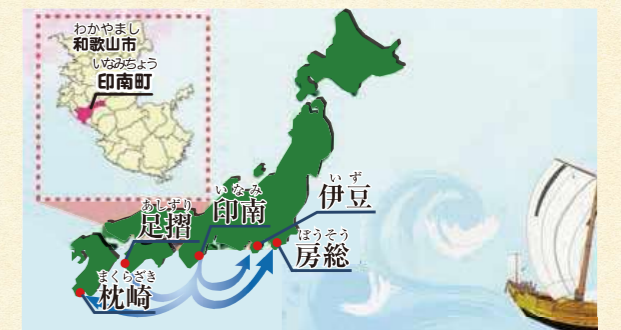 わかやまし
和歌山市
いなみちょう
印南町
いず
伊豆
いなみ
印南
あしずり
足摺
ぼうそう
房総
まくらざき
枕崎